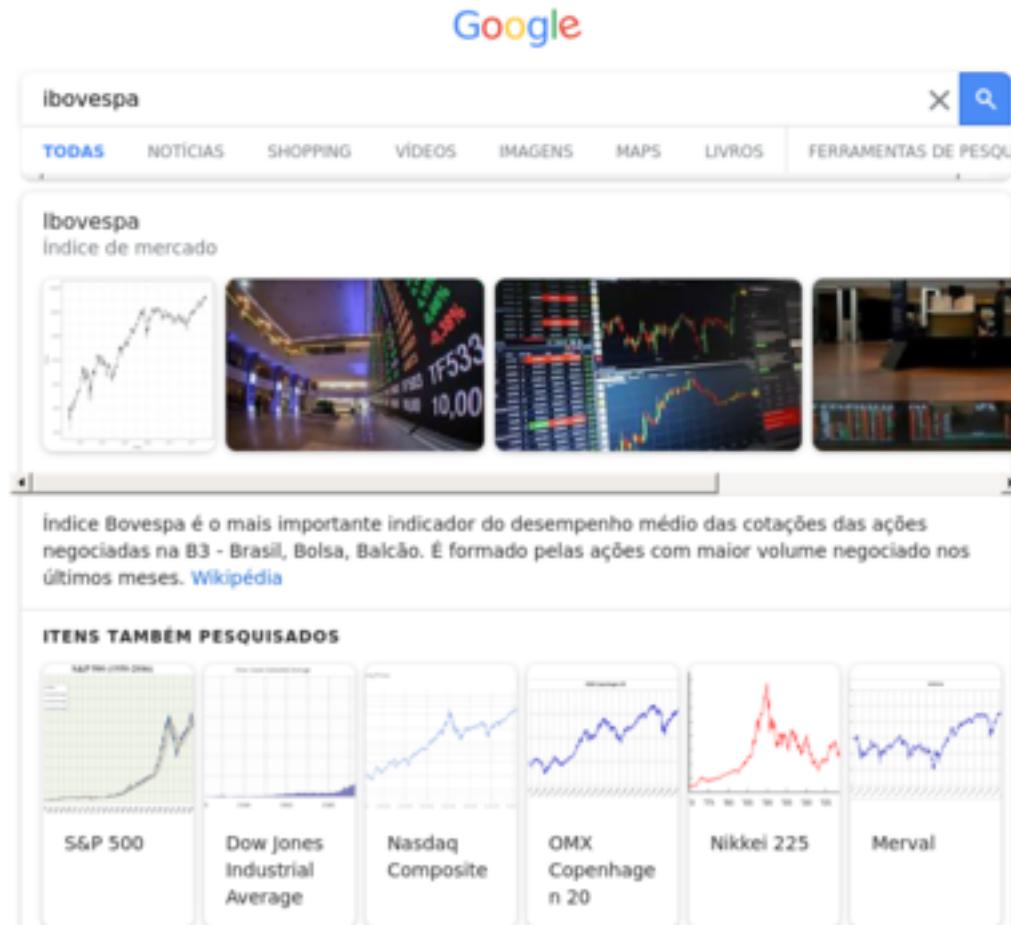 Google
ibovespa
TODAS NOTÍCIAS SHOPPING VÍDEOS IMAGENS MAPS LIVROS FERRAMENTAS DE PESQU
Ibovespa
Índice de mercado
-0,38%
TF533
10,00
Índice Bovespa é o mais importante indicador do desempenho médio das cotações das ações
negociadas na B3 - Brasil, Bolsa, Balcão. É formado pelas ações com maior volume negociado nos
últimos meses. Wikipédia
ITENS TAMBÉM PESQUISADOS
S&P 500
Dow Jones
Industrial
Average
Nasdaq
Composite
OMX
Copenhage
n 20
Nikkei 225
Merval